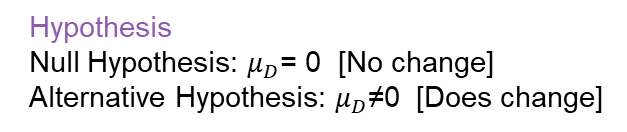 Hypothesis
Null Hypothesis: μ_D= 0 [No change]
Alternative Hypothesis: μ_D≠0 [Does change]